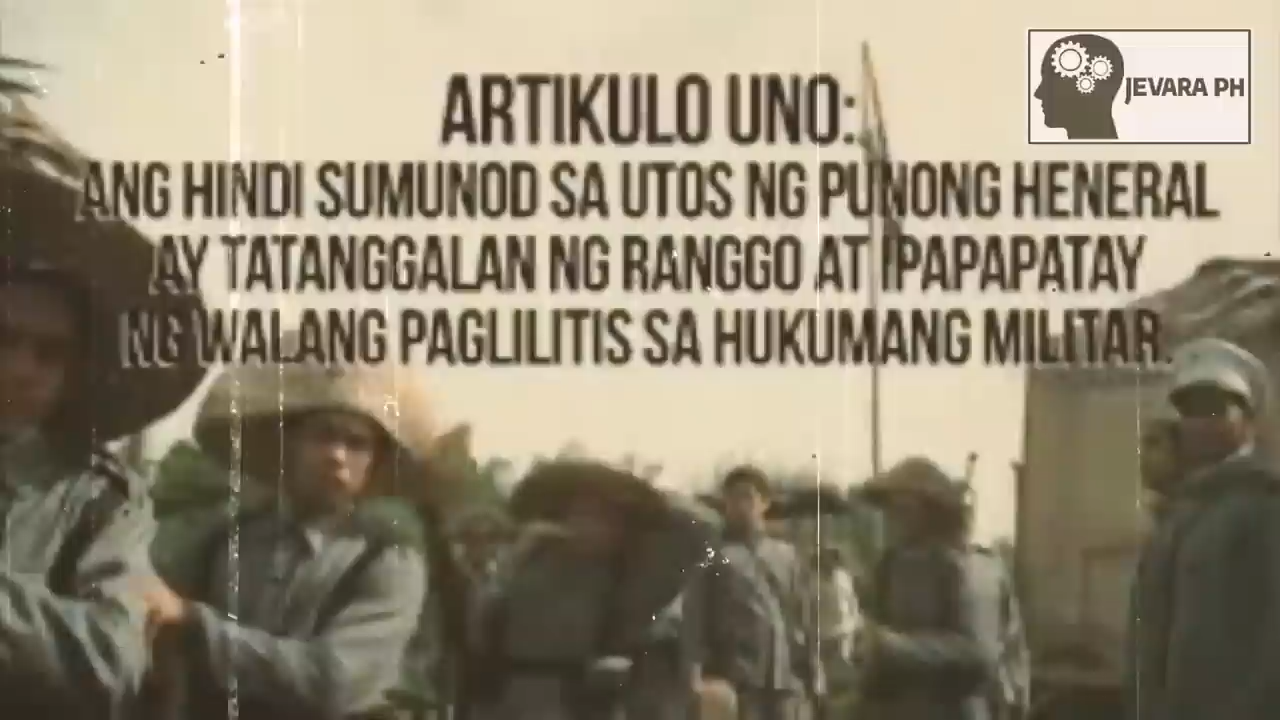 JEVARA PH
ARTIKULO UNO:
ANG HINDI SUMUNOD SA UTOS NG PUNONG HENERAL
AY TATANGGALAN NG RANGGO AT IPAPAPATAY
NG WALANG PAGLILITIS SA HUKUMANG MILITAR.